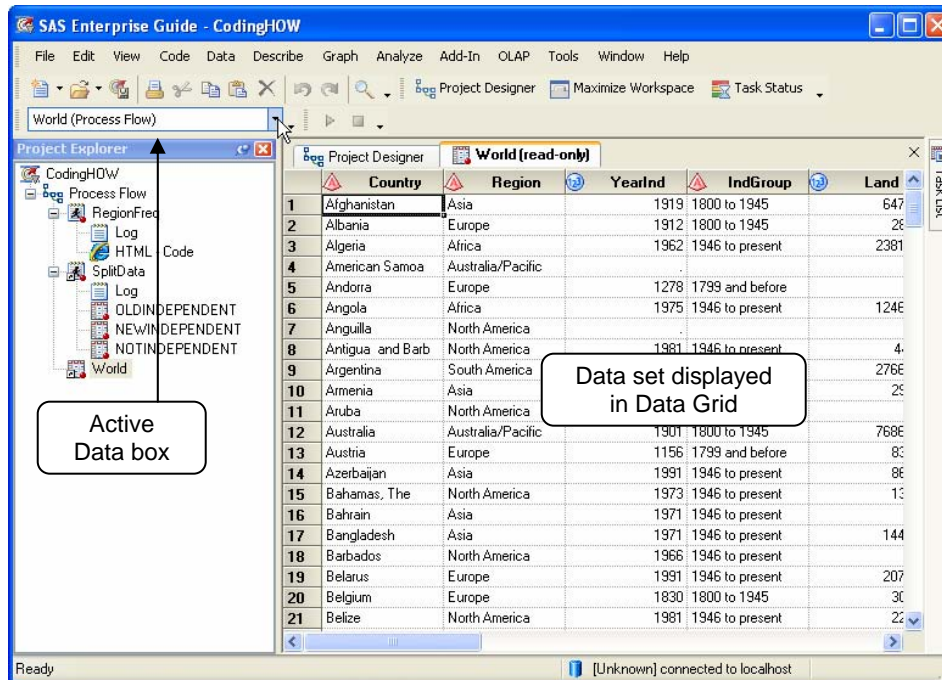 SAS Enterprise Guide - CodingHOW
File Edit View Code Data Describe Graph Analyze Add-In OLAP Tools Window Help
Project Designer Maximize Workspace Task Status
World (Process Flow)
Project Explorer
CodingHOW
Process Flow
RegionFreq
Log
HTML - Code
SplitData
Log
OLDINDEPENDENT
NEWINDEPENDENT
NOTINDEPENDENT
World
Active
Data box
Project Designer World (read-only)
Task List
Country Region YearInd IndGroup Land
1 Afghanistan Asia 1919 1800 to 1945 647
2 Albania Europe 1912 1800 to 1945 28
3 Algeria Africa 1962 1946 to present 2381
4 American Samoa Australia/Pacific .
5 Andorra Europe 1278 1799 and before
6 Angola Africa 1975 1946 to present 1246
7 Anguilla North America .
8 Antigua and Barb North America 1981 1946 to present 4
9 Argentina South America 2766
10 Armenia Asia 29
11 Aruba North America
12 Australia Australia/Pacific 1901 1800 to 1945 7686
13 Austria Europe 1156 1799 and before 83
14 Azerbaijan Asia 1991 1946 to present 86
15 Bahamas, The North America 1973 1946 to present 13
16 Bahrain Asia 1971 1946 to present
17 Bangladesh Asia 1971 1946 to present 144
18 Barbados North America 1966 1946 to present
19 Belarus Europe 1991 1946 to present 207
20 Belgium Europe 1830 1800 to 1945 30
21 Belize North America 1981 1946 to present 22
Data set displayed
in Data Grid
Ready
[Unknown] connected to localhost